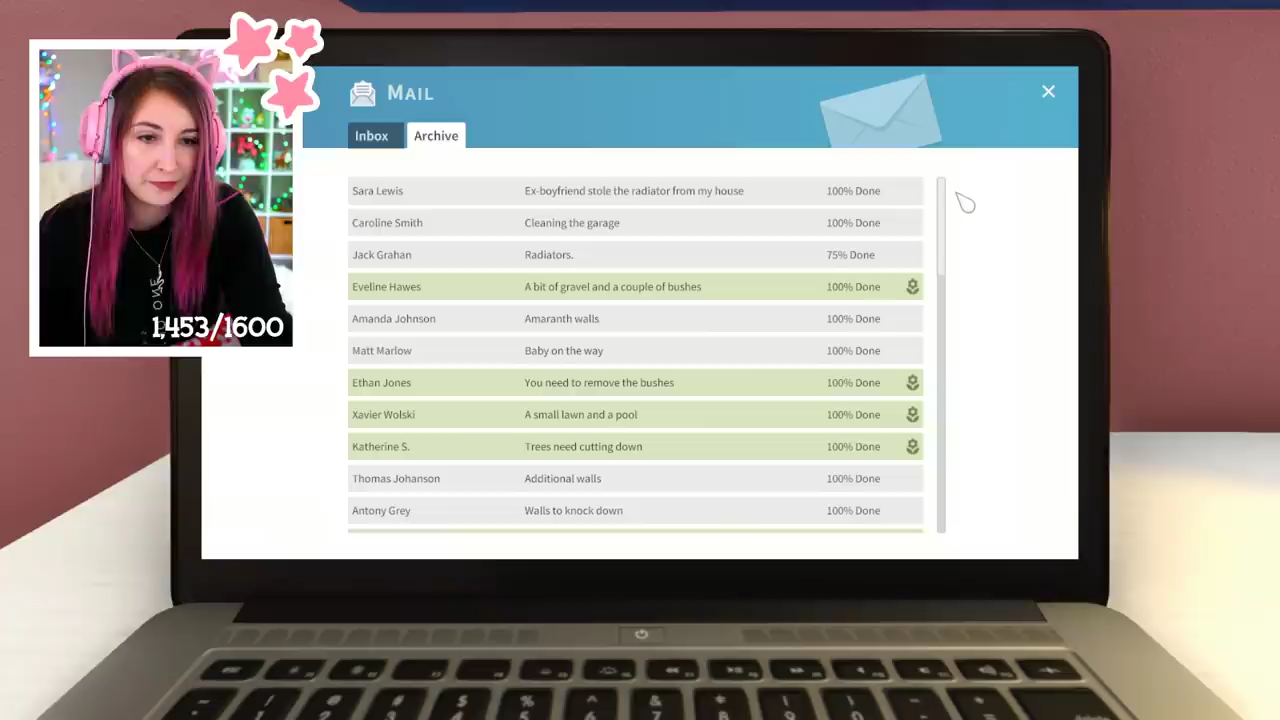 MAIL
Inbox
Archive
Sara Lewis Ex-boyfriend stole the radiator from my house 100% Done
Caroline Smith Cleaning the garage 100% Done
Jack Grahan Radiators. 75% Done
Eveline Hawes A bit of gravel and a couple of bushes 100% Done
Amanda Johnson Amaranth walls 100% Done
Matt Marlow Baby on the way 100% Done
Ethan Jones You need to remove the bushes 100% Done
Xavier Wolski A small lawn and a pool 100% Done
Katherine S. Trees need cutting down 100% Done
Thomas Johanson Additional walls 100% Done
Antony Grey Walls to knock down 100% Done
1,453/1600